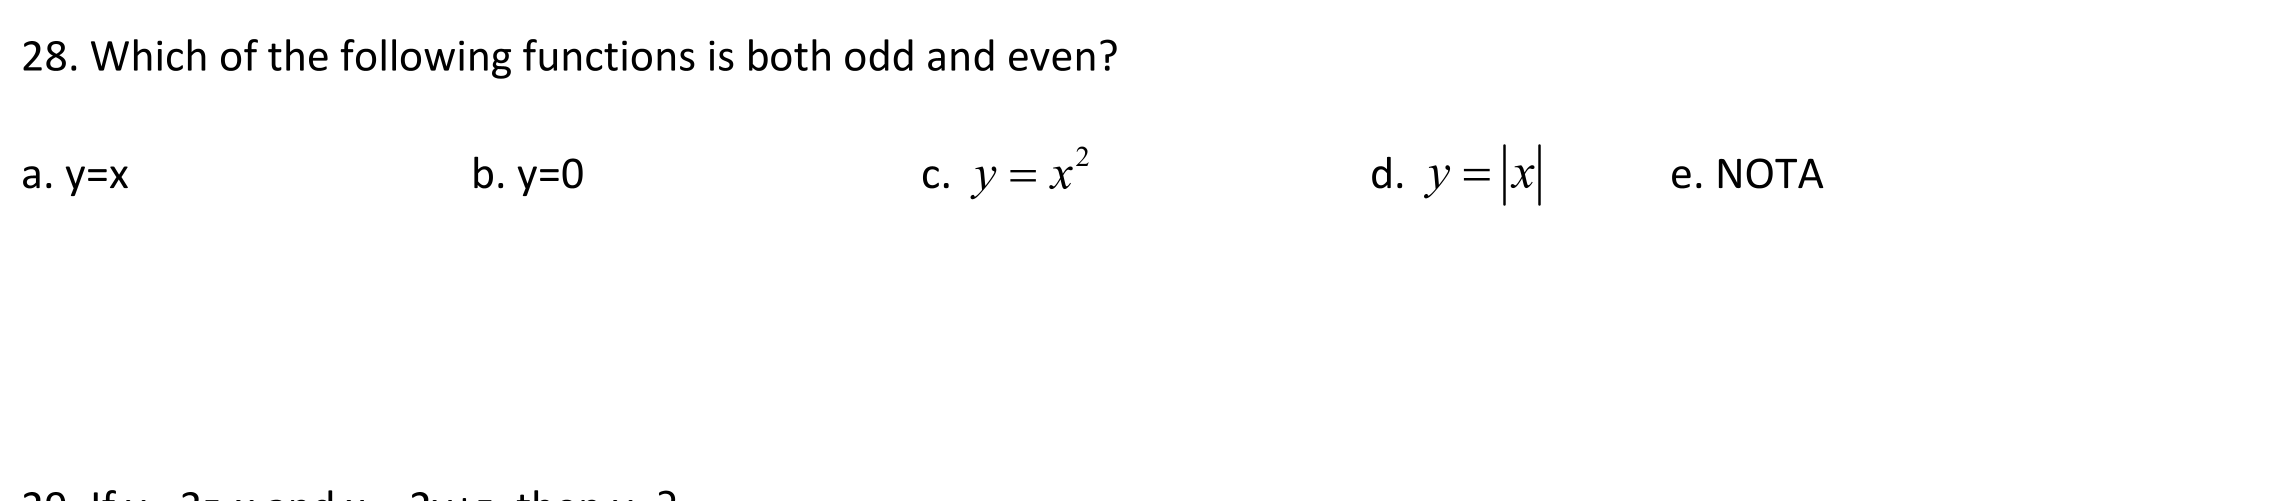 28. Which of the following functions is both odd and even?
a. y=x b. y=0 c. y = x² d. y = |x| e. NOTA